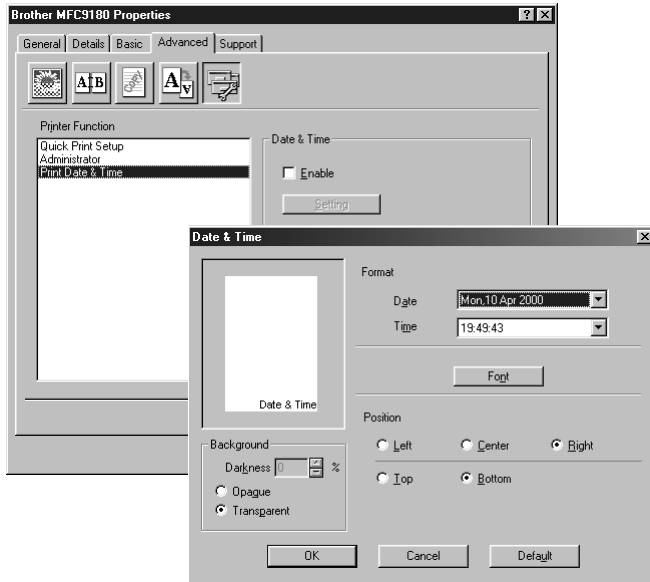 Brother MFC9180 Properties
General Details Basic Advanced Support
A B
A A
Printer Function
Quick Print Setup
Administrator
Print Date & Time
Date & Time
Enable
Setting
Date & Time
Date & Time
Format
Date Mon,10 Apr 2000
Time 19:49:43
Font
Background
Darkness 0 %
Opaque
Transparent
Position
Left Center Right
Top Bottom
OK Cancel Default